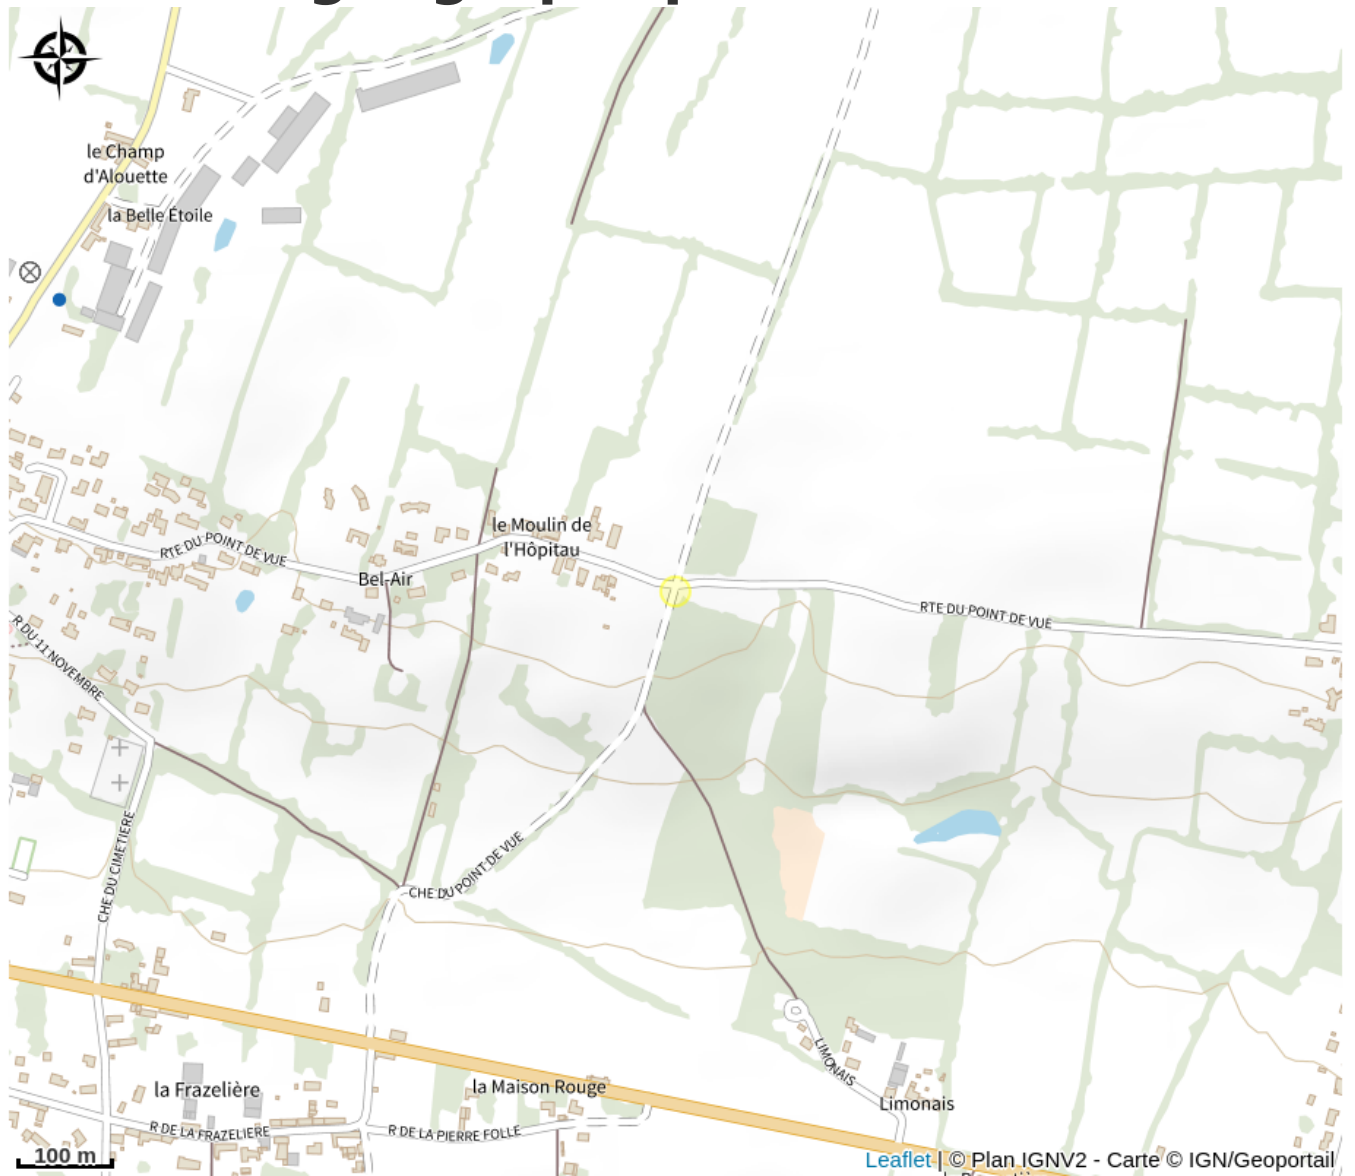 le Champ
d'Alouette
la Belle Étoile
le Moulin de
l'Hôpitau
RTE DU POINT DE VUE
Bel-Air
RTE DU POINT DE VUE
R DU 11 NOVEMBRE
CHE DU CIMETIERE
CHE DU POINT DE VUE
LIMONAIS
la Frazelière
la Maison Rouge
Limonais
R DE LA FRAZELIERE
R DE LA PIERRE FOLLE
100 m
Leaflet | © Plan IGNV2 - Carte © IGN/Geoportail